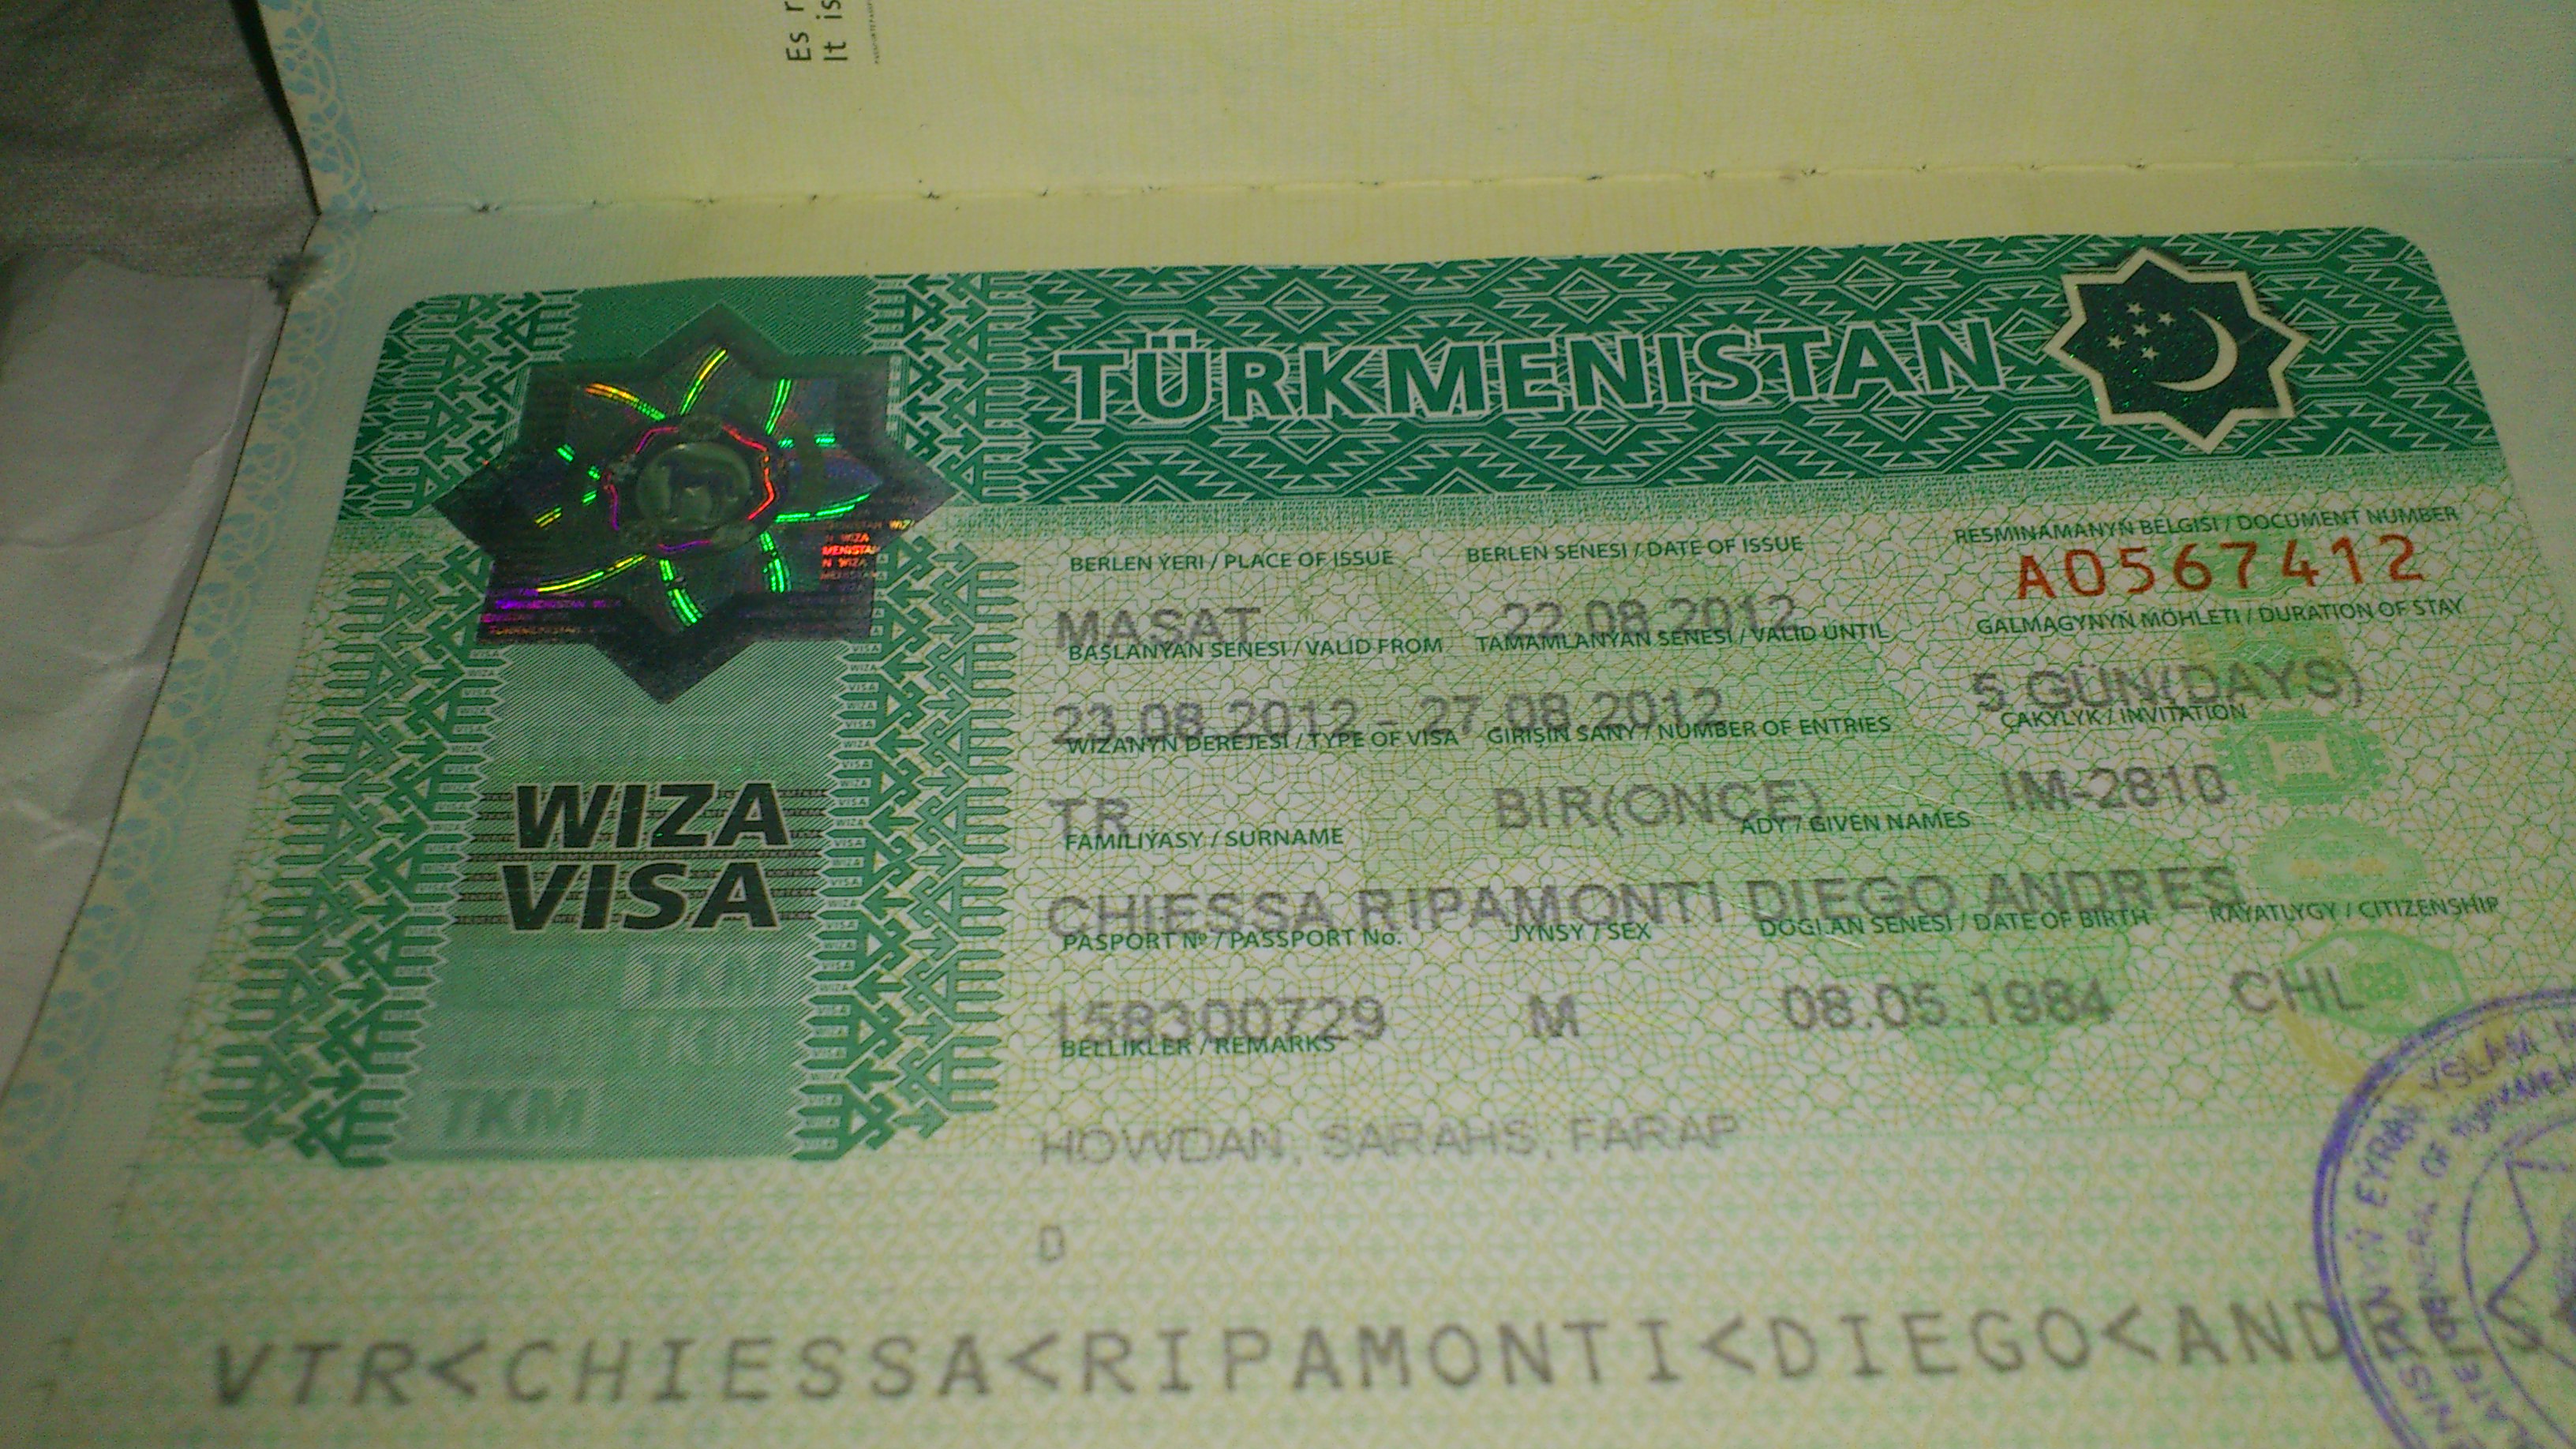 Es r
It is
TÜRKMENISTAN
BERLEN ÝERI / PLACE OF ISSUE BERLEN SENESI / DATE OF ISSUE RESMINAMANYŇ BELGISI / DOCUMENT NUMBER
MASAT 22.08.2012 A0567412
BAŞLANÝAN SENESI / VALID FROM TAMAMLANÝAN SENESI / VALID UNTIL GALMAGYNYŇ MÖHLETI / DURATION OF STAY
23.08.2012 - 27.08.2012 5 GÜN(DAYS)
WIZANYŇ DEREJESI / TYPE OF VISA GIRIŞIŇ SANY / NUMBER OF ENTRIES ÇAKYLYK / INVITATION
TR BIR(ONCE) IM-2810
FAMILIÝASY / SURNAME ADY / GIVEN NAMES
CHIESSA RIPAMONTI DIEGO ANDRES
PASPORT Nº / PASSPORT No. JYNSY / SEX DOGLAN SENESI / DATE OF BIRTH RAÝATLYGY / CITIZENSHIP
158300729 M 08.05.1984 CHL
BELLIKLER / REMARKS
HOWDAN, SARAHS, FARAP
0
WIZA
VISA
TKM
TKM
TKM
VTR<CHIESSA<RIPAMONTI<DIEGO<AND
EÝRAN YSLAM